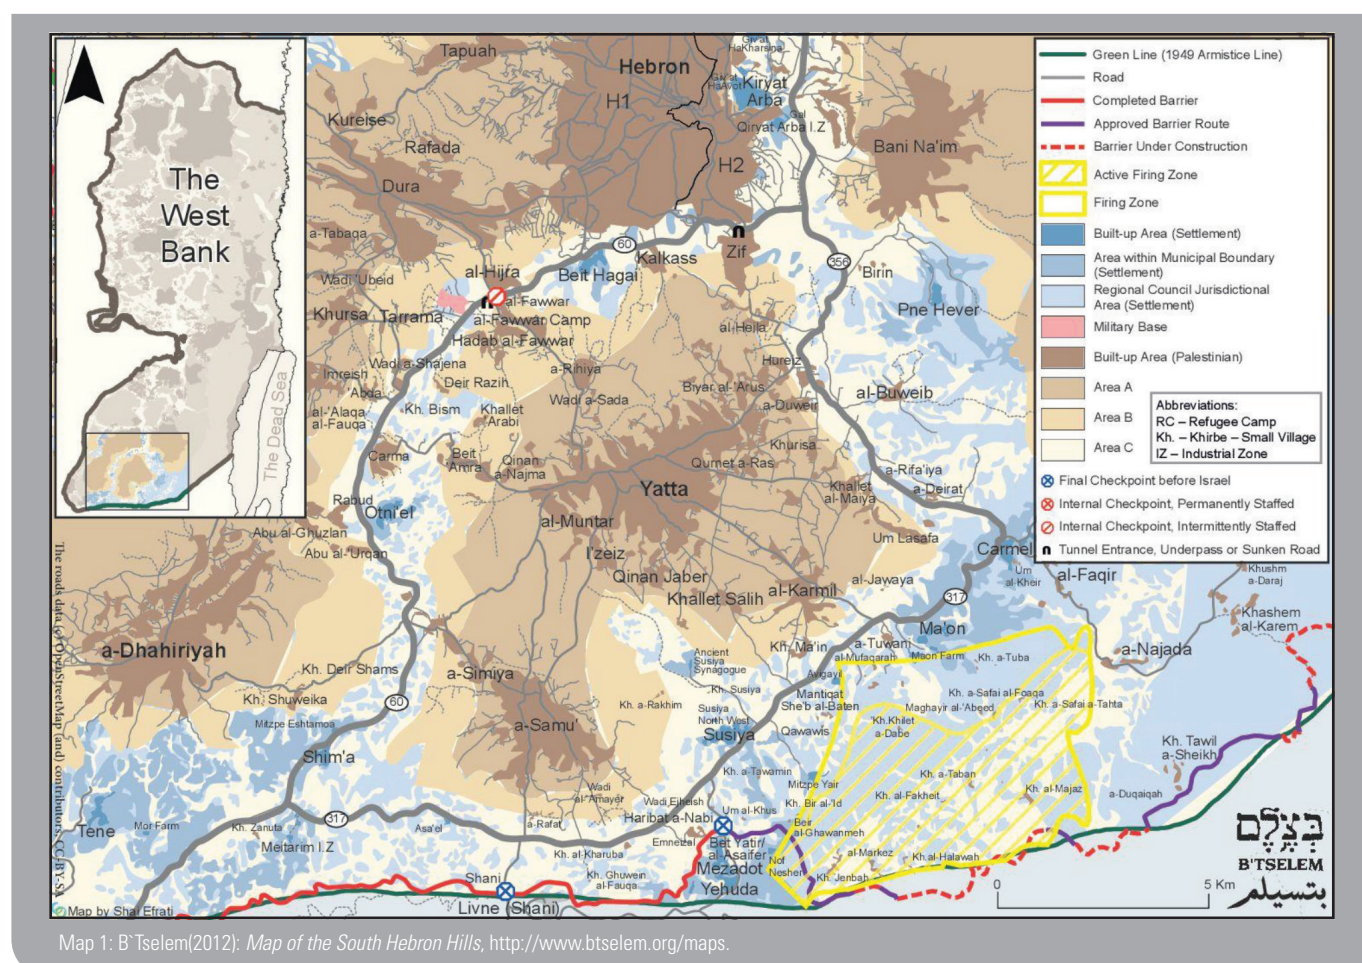 The
West
Bank
The Dead Sea
Green Line (1949 Armistice Line)
Road
Completed Barrier
Approved Barrier Route
Barrier Under Construction
Active Firing Zone
Firing Zone
Built-up Area (Settlement)
Area within Municipal Boundary
(Settlement)
Regional Council Jurisdictional
Area (Settlement)
Military Base
Built-up Area (Palestinian)
Area A
Area B
Area C
Abbreviations:
RC – Refugee Camp
Kh. – Khirbe – Small Village
IZ – Industrial Zone
Final Checkpoint before Israel
Internal Checkpoint, Permanently Staffed
Internal Checkpoint, Intermittently Staffed
Tunnel Entrance, Underpass or Sunken Road
Tapuah
Hebron
Giv'at
HaKharsina
Giv'at
HaAvot
Kiryat
Arba
H1
Gal
Qiryat Arba I.Z
Kureise
Rafada
Bani Na'im
H2
Dura
a-Tabaqa
60
Kalkass
Zif
356
Birin
al-Hijra
Beit Hagai
Wadi 'Ubeid
al-Fawwar
Pne Hever
Khursa
Tarrama
al-Fawwar Camp
al-Heila
Hadab al-Fawwar
Wadi a-Shajena
a-Rihiya
Hureiz
Imreish
'Abda
Deir Razih
Biyar al-'Arus
al-Buweib
al-'Alaqa
al-Fauqa
Kh. Bism
Khallet
Arabi
Wadi a-Sada
a-Duweir
Carma
Beit
'Amra
Qinan
a-Najma
Khurisa
Qumet a-Ras
a-Rifa'iya
a-Deirat
Rabud
Otni'el
Yatta
Khallet
al-Maiya
Abu al-Ghuzlan
al-Muntar
Um Lasafa
Abu al-'Urqan
I'zeiz
Carmel
Qinan Jaber
al-Jawaya
Um
al-Kheir
al-Faqir
Khushm
a-Daraj
Khallet Salih
al-Karmil
317
Khashem
al-Karem
a-Dhahiriyah
Ma'on
Kh. Deir Shams
Ancient
Susiya
Synagogue
Kh. Ma'in
a-Tuwani
al-Mufaqarah
Maon Farm
Kh. a-Tuba
a-Najada
a-Simiya
Avigayil
Kh. Shuweika
60
Kh. a-Rakhim
Kh. Susiya
Mantiqat
She'b al-Baten
Kh. a-Safai al-Foaqa
Maghayir al-'Abeed
Kh. a-Safai a-Tahta
Mitzpe Eshtamoa
a-Samu'
Susiya
North West
Susiya
Qawawis
Kh. Khilet
a-Dabe
Kh. Tawil
a-Sheikh
Shim'a
Kh. a-Tawamin
Mitzpe Yair
Kh. a-Taban
Wadi
al-'Amayer
Wadi Ejheish
Kh. Bir al-'Id
Kh. al-Fakheit
Kh. al-Majaz
a-Duqaiqah
Tene
Mor Farm
Kh. Zanuta
317
Asa'el
a-Rafat
Haribat a-Nabi
Um al-Khus
Beir
al-Ghawanmeh
Meitarim I.Z
Emneizal
Bet Yatir/
al-Asaifer
Kh. al-Kharuba
Nof
Nesher
al-Markez
Kh. al-Halawah
Shani
Kh. Ghuwein
al-Fauqa
Mezadot
Yehuda
Kh. Jenbah
Livne (Shani)
0 5 Km
בְּצֶלֶם
B'TSELEM
بتسيلم
The roads data (c) OpenStreetMap (and) contributors, CC-BY-SA
Map by Shai Efrati
Map 1: B`Tselem(2012): Map of the South Hebron Hills, http://www.btselem.org/maps.